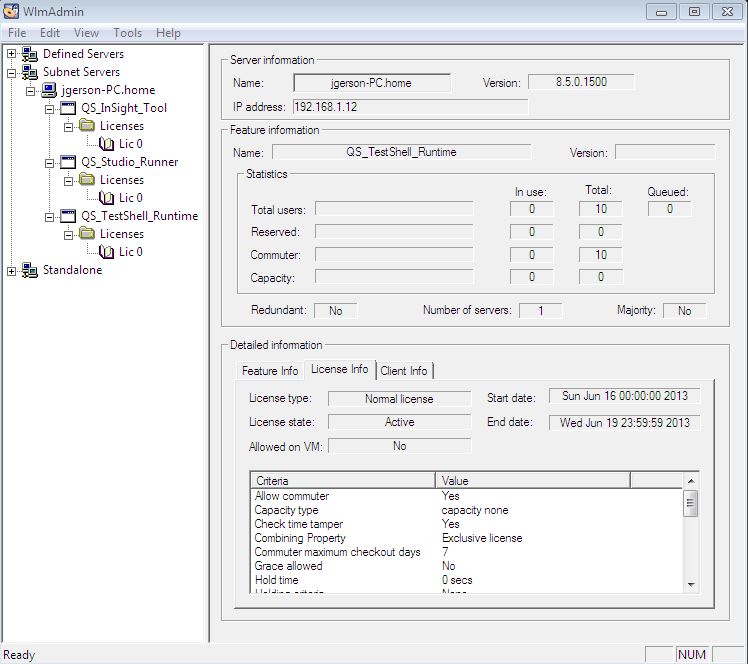 WlmAdmin
File Edit View Tools Help
Defined Servers
Subnet Servers
jgerson-PC.home
QS_InSight_Tool
Licenses
Lic 0
QS_Studio_Runner
Licenses
Lic 0
QS_TestShell_Runtime
Licenses
Lic 0
Standalone
Server information
Name: jgerson-PC.home Version: 8.5.0.1500
IP address: 192.168.1.12
Feature information
Name: QS_TestShell_Runtime Version:
Statistics
In use: Total: Queued:
Total users: 0 10 0
Reserved: 0 0
Commuter: 0 10
Capacity: 0 0
Redundant: No Number of servers: 1 Majority: No
Detailed information
Feature Info License Info Client Info
License type: Normal license Start date: Sun Jun 16 00:00:00 2013
License state: Active End date: Wed Jun 19 23:59:59 2013
Allowed on VM: No
Criteria Value
Allow commuter Yes
Capacity type capacity none
Check time tamper Yes
Combining Property Exclusive license
Commuter maximum checkout days 7
Grace allowed No
Hold time 0 secs
Holding criteria None
Ready NUM